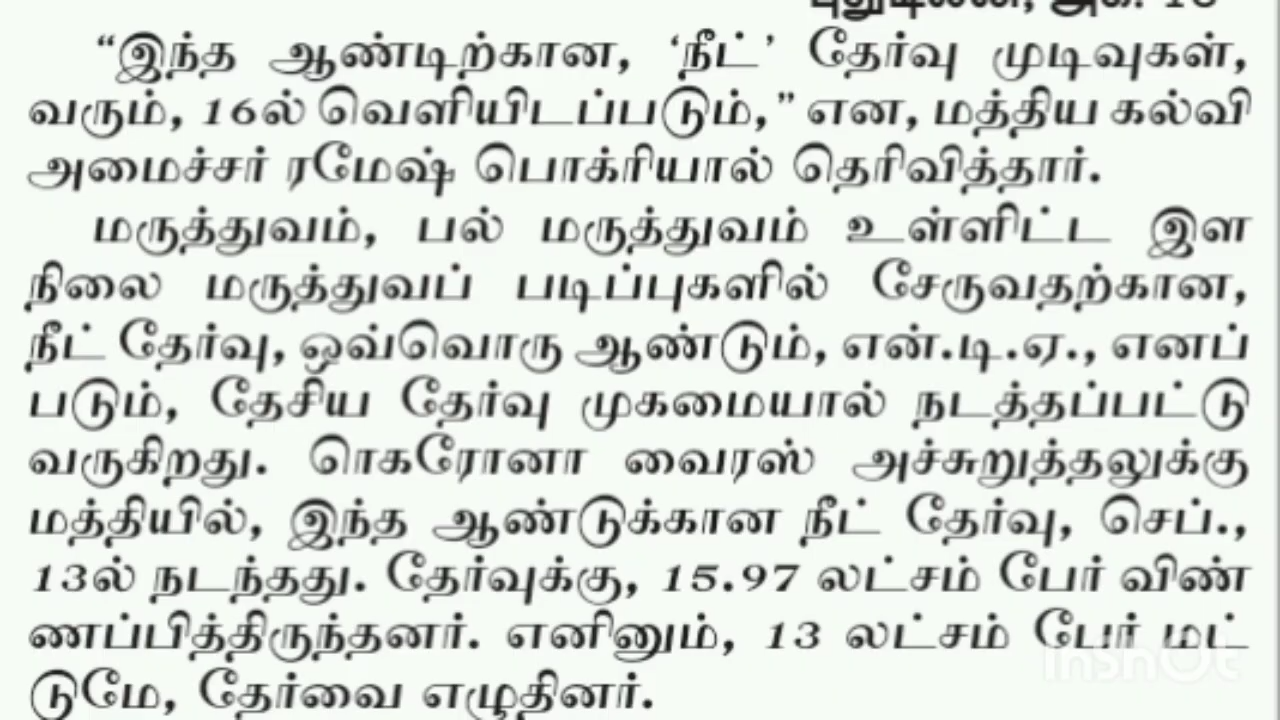 “இந்த ஆண்டிற்கான, ‘நீட்’ தேர்வு முடிவுகள்,
வரும், 16ல் வெளியிடப்படும்,” என, மத்திய கல்வி
அமைச்சர் ரமேஷ் பொக்ரியால் தெரிவித்தார்.
மருத்துவம், பல் மருத்துவம் உள்ளிட்ட இள
நிலை மருத்துவப் படிப்புகளில் சேருவதற்கான,
நீட் தேர்வு, ஒவ்வொரு ஆண்டும், என்.டி.ஏ., எனப்
படும், தேசிய தேர்வு முகமையால் நடத்தப்பட்டு
வருகிறது. கொரோனா வைரஸ் அச்சுறுத்தலுக்கு
மத்தியில், இந்த ஆண்டுக்கான நீட் தேர்வு, செப்.,
13ல் நடந்தது. தேர்வுக்கு, 15.97 லட்சம் பேர் விண்
ணப்பித்திருந்தனர். எனினும், 13 லட்சம் பேர் மட்
டுமே, தேர்வை எழுதினர்.
InShOt